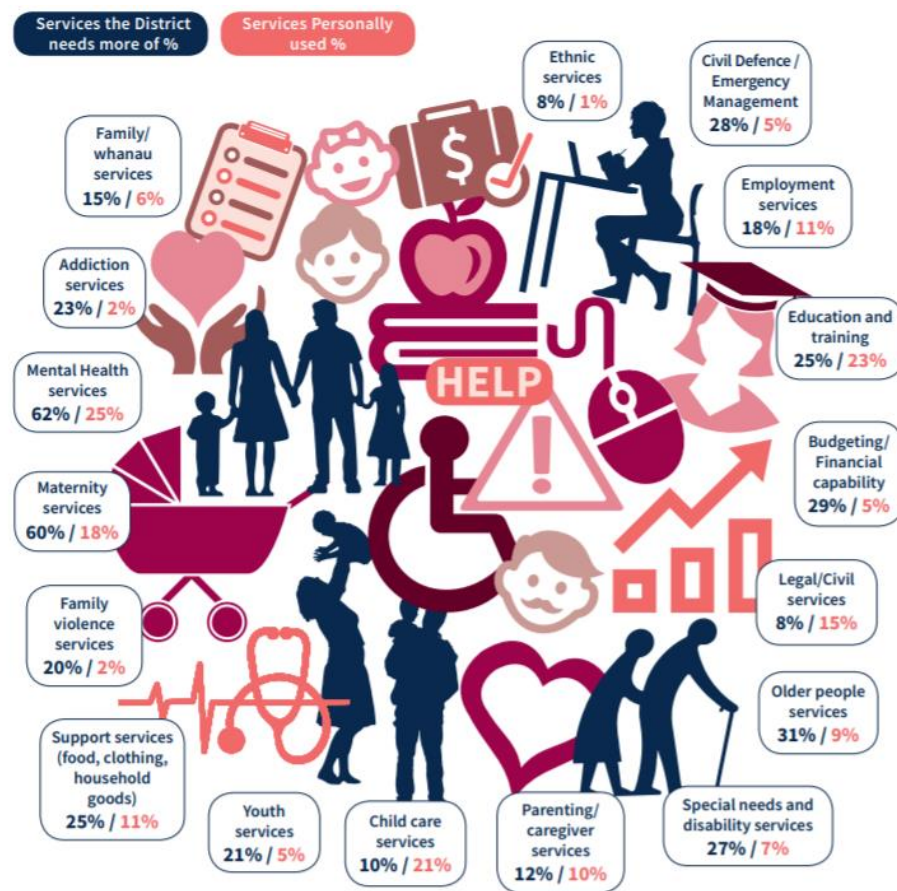 Services the District
needs more of %
Services Personally
used %
Ethnic
services
8% / 1%
Civil Defence /
Emergency
Management
28% / 5%
Family/
whanau
services
15% / 6%
$
Employment
services
18% / 11%
Addiction
services
23% / 2%
Education and
training
25% / 23%
Mental Health
services
62% / 25%
HELP
!
Budgeting/
Financial
capability
29% / 5%
Maternity
services
60% / 18%
Legal/Civil
services
8% / 15%
Family
violence
services
20% / 2%
Older people
services
31% / 9%
Support services
(food, clothing,
household
goods)
25% / 11%
Youth
services
21% / 5%
Child care
services
10% / 21%
Parenting/
caregiver
services
12% / 10%
Special needs and
disability services
27% / 7%